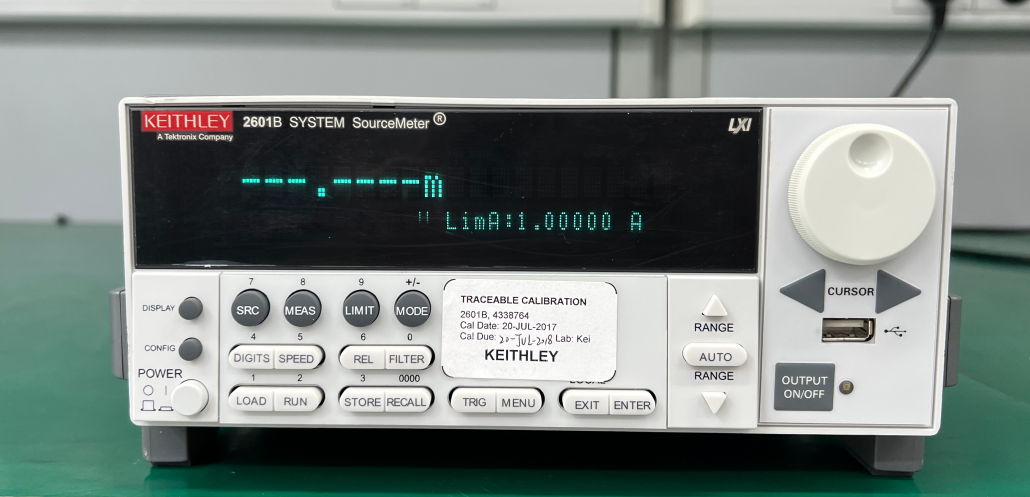 KEITHLEY 2601B SYSTEM SourceMeter ® LXI
A Tektronix Company
---.----m
LimA:1.00000 A
7 8 9 +/-
DISPLAY SRC MEAS LIMIT MODE
4 5 6 0
CONFIG DIGITS SPEED REL FILTER
POWER
1 2 3 0000
LOAD RUN STORE RECALL TRIG MENU EXIT ENTER
TRACEABLE CALIBRATION
2601B, 4338764
Cal Date: 20-JUL-2017
Cal Due: 20-JUL-2018 Lab: Kei
KEITHLEY
RANGE
AUTO
RANGE
CURSOR
OUTPUT
ON/OFF